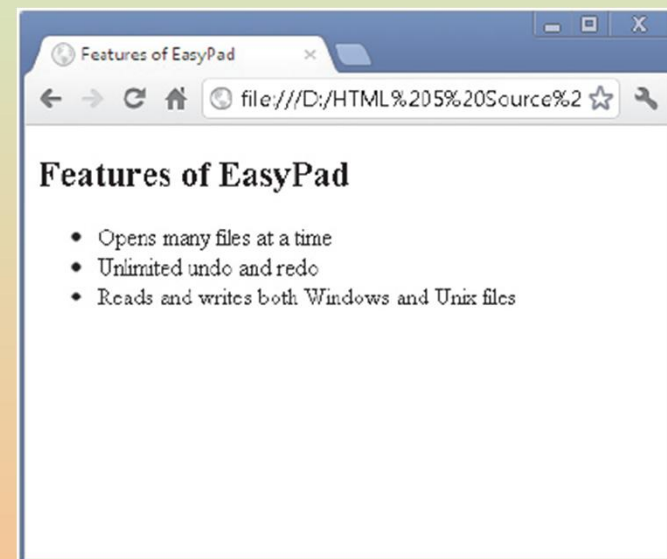 Features of EasyPad
file:///D:/HTML%205%20Source%2
Features of EasyPad
Opens many files at a time
Unlimited undo and redo
Reads and writes both Windows and Unix files